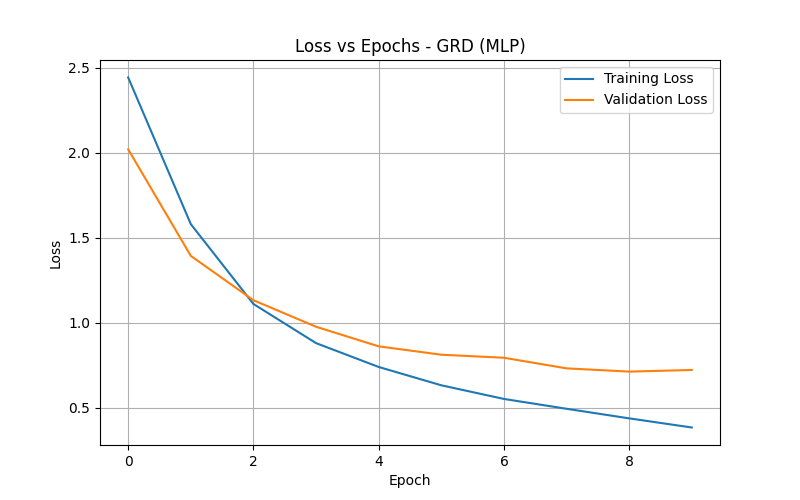 Loss vs Epochs - GRD (MLP)
Training Loss
Validation Loss
2.5
2.0
1.5
1.0
0.5
Loss
0 2 4 6 8
Epoch